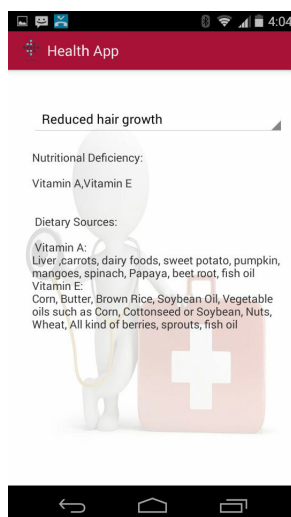 4:04
Health App
Reduced hair growth
Nutritional Deficiency:
Vitamin A,Vitamin E
Dietary Sources:
Vitamin A:
Liver ,carrots, dairy foods, sweet potato, pumpkin,
mangoes, spinach, Papaya, beet root, fish oil
Vitamin E:
Corn, Butter, Brown Rice, Soybean Oil, Vegetable
oils such as Corn, Cottonseed or Soybean, Nuts,
Wheat, All kind of berries, sprouts, fish oil